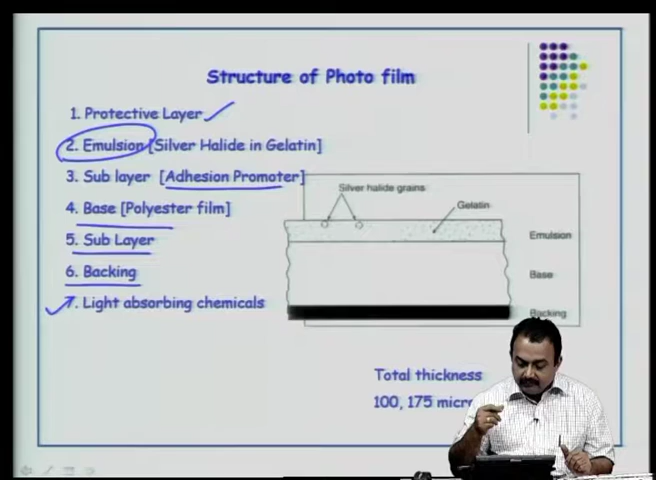 Structure of Photo film
1. Protective Layer
2. Emulsion [Silver Halide in Gelatin]
3. Sub layer [Adhesion Promoter]
4. Base [Polyester film]
5. Sub Layer
6. Backing
7. Light absorbing chemicals
Silver halide grains
Gelatin
Emulsion
Base
Backing
Total thickness
100, 175